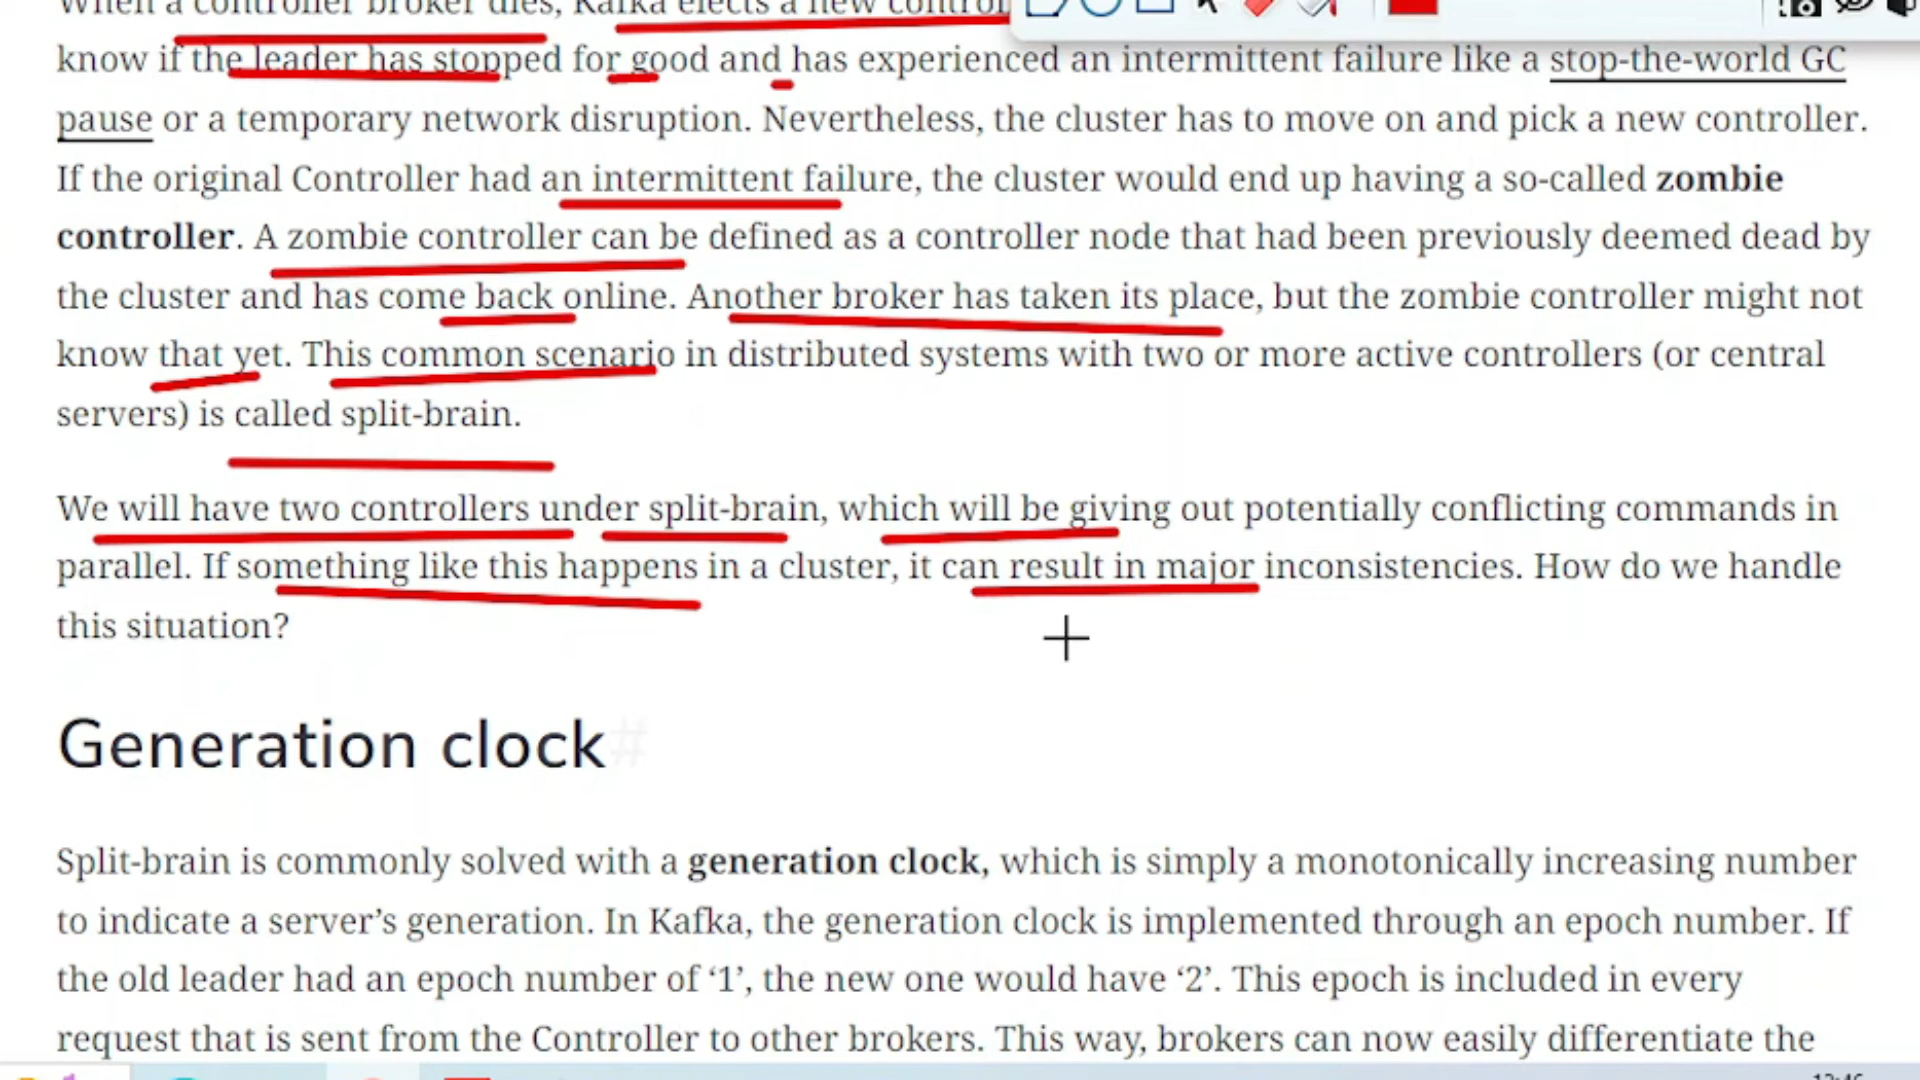 When a controller broker dies, Kafka elects a new
know if the leader has stopped for good and has experienced an intermittent failure like a stop-the-world GC
pause or a temporary network disruption. Nevertheless, the cluster has to move on and pick a new controller.
If the original Controller had an intermittent failure, the cluster would end up having a so-called zombie
controller. A zombie controller can be defined as a controller node that had been previously deemed dead by
the cluster and has come back online. Another broker has taken its place, but the zombie controller might not
know that yet. This common scenario in distributed systems with two or more active controllers (or central
servers) is called split-brain.
We will have two controllers under split-brain, which will be giving out potentially conflicting commands in
parallel. If something like this happens in a cluster, it can result in major inconsistencies. How do we handle
this situation?
Generation clock#
Split-brain is commonly solved with a generation clock, which is simply a monotonically increasing number
to indicate a server’s generation. In Kafka, the generation clock is implemented through an epoch number. If
the old leader had an epoch number of ‘1’, the new one would have ‘2’. This epoch is included in every
request that is sent from the Controller to other brokers. This way, brokers can now easily differentiate the